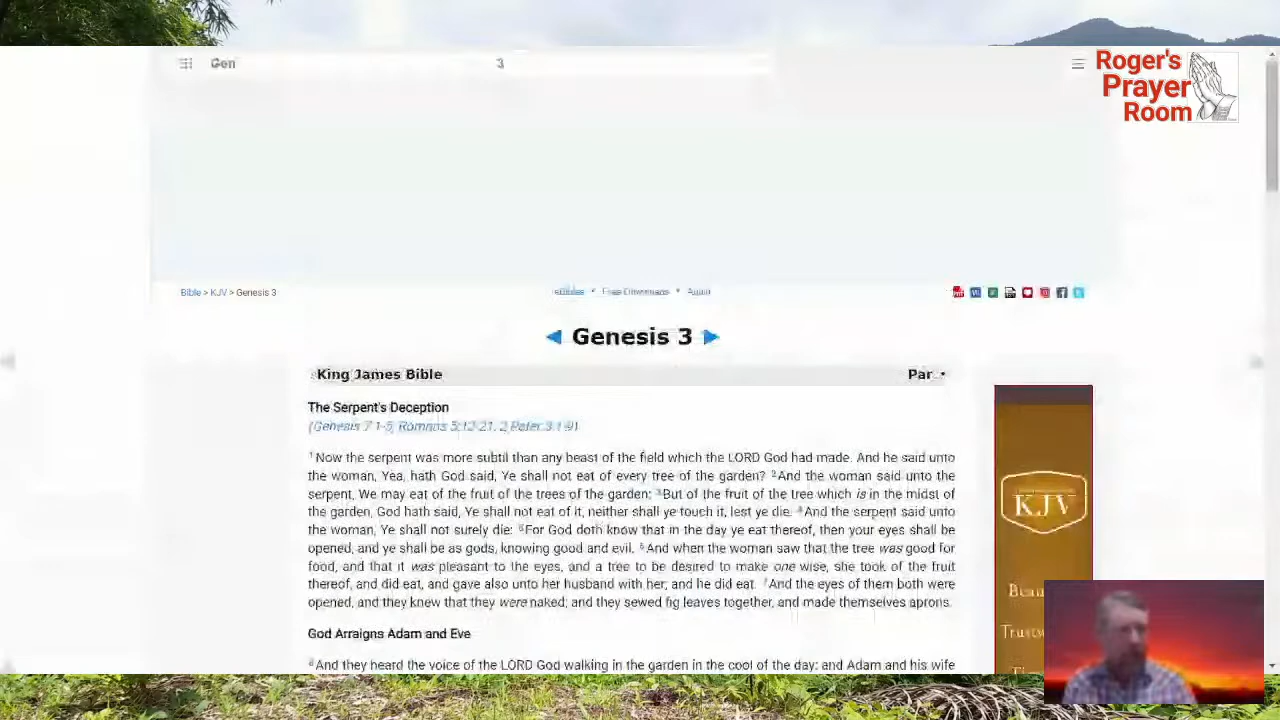 Gen
3
Roger's
Prayer
Room
Bible > KJV > Genesis 3
Genesis 3
King James Bible
Par
The Serpent's Deception
(Genesis 7:1-5; Romans 5:12-21; 2 Peter 3:1-9)
1Now the serpent was more subtil than any beast of the field which the LORD God had made. And he said unto
the woman, Yea, hath God said, Ye shall not eat of every tree of the garden? 2And the woman said unto the
serpent, We may eat of the fruit of the trees of the garden: 3But of the fruit of the tree which is in the midst of
the garden, God hath said, Ye shall not eat of it, neither shall ye touch it, lest ye die. 4And the serpent said unto
the woman, Ye shall not surely die: 5For God doth know that in the day ye eat thereof, then your eyes shall be
opened, and ye shall be as gods, knowing good and evil. 6And when the woman saw that the tree was good for
food, and that it was pleasant to the eyes, and a tree to be desired to make one wise, she took of the fruit
thereof, and did eat, and gave also unto her husband with her; and he did eat. 7And the eyes of them both were
opened, and they knew that they were naked; and they sewed fig leaves together, and made themselves aprons.
God Arraigns Adam and Eve
8And they heard the voice of the LORD God walking in the garden in the cool of the day: and Adam and his wife
KJV